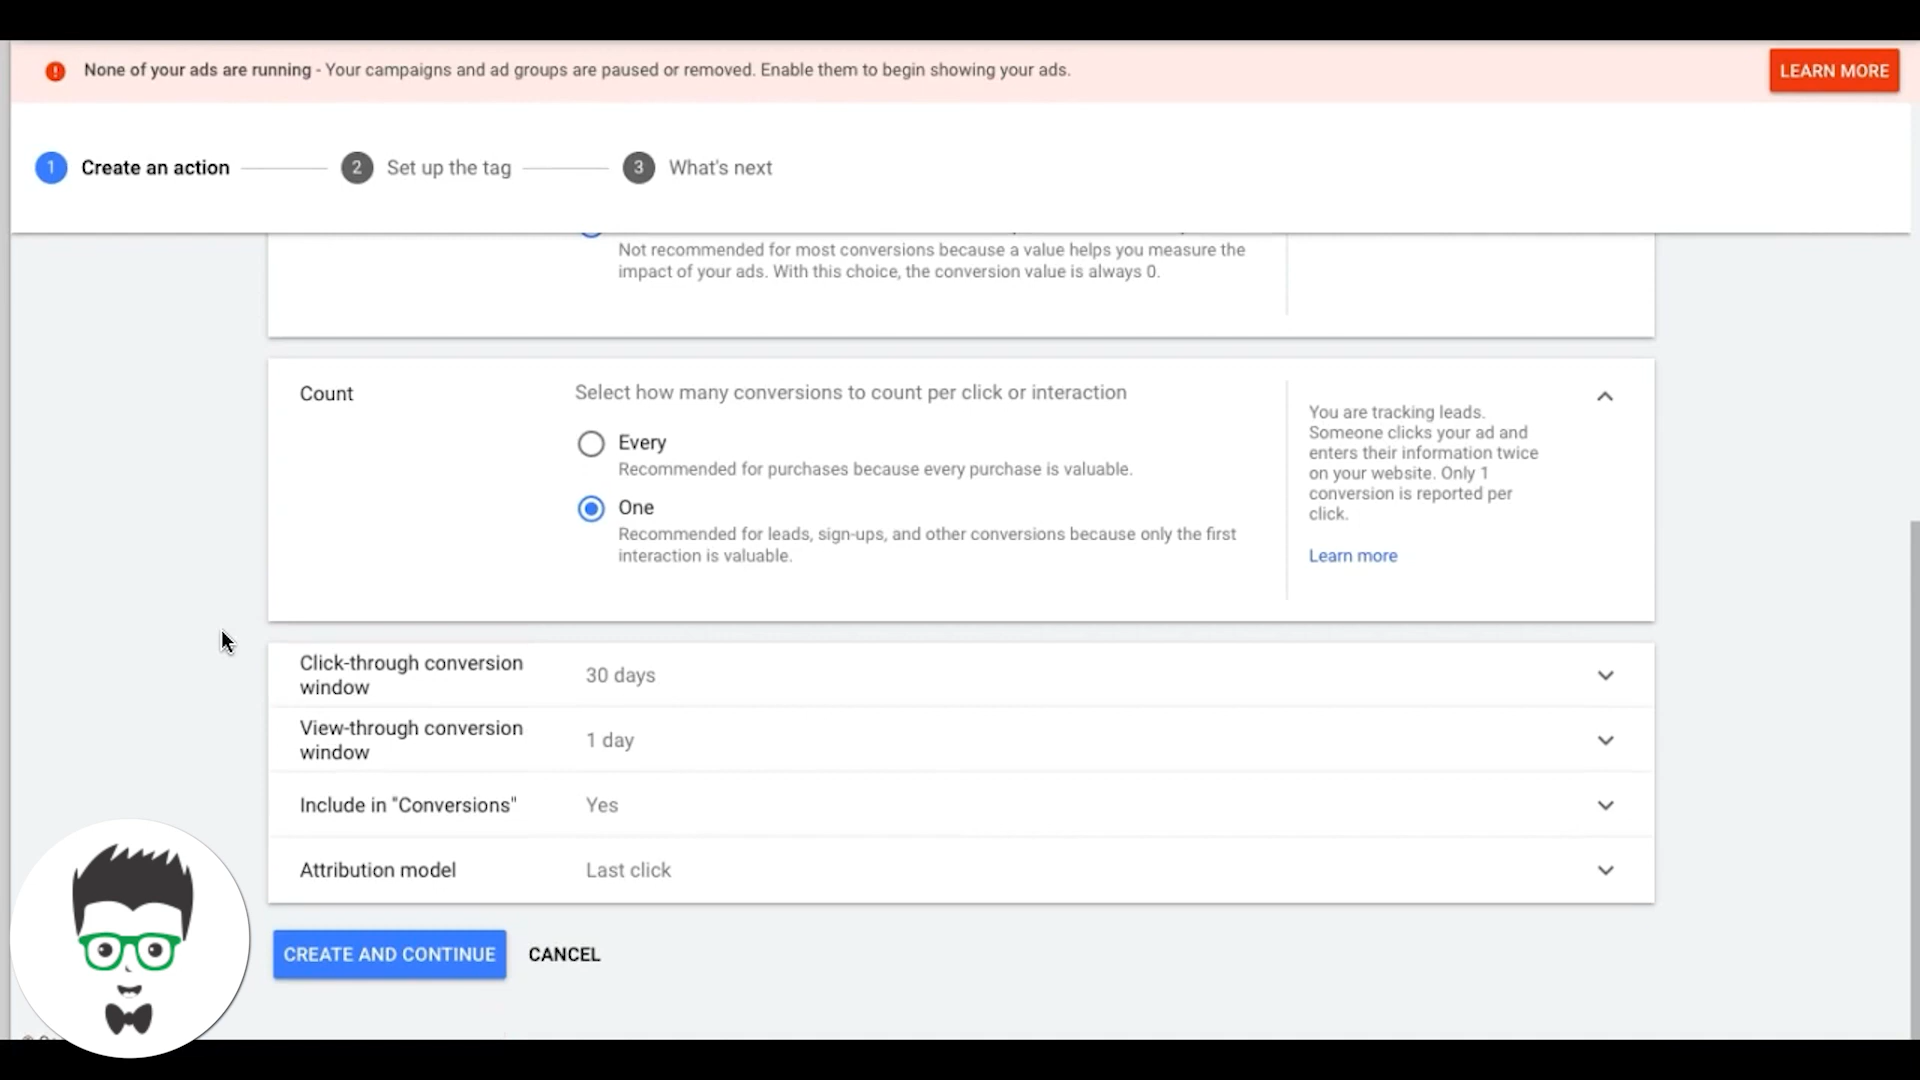 None of your ads are running - Your campaigns and ad groups are paused or removed. Enable them to begin showing your ads.
LEARN MORE
1 Create an action
2 Set up the tag
3 What's next
Not recommended for most conversions because a value helps you measure the
impact of your ads. With this choice, the conversion value is always 0.
Count
Select how many conversions to count per click or interaction
Every
Recommended for purchases because every purchase is valuable.
One
Recommended for leads, sign-ups, and other conversions because only the first
interaction is valuable.
You are tracking leads.
Someone clicks your ad and
enters their information twice
on your website. Only 1
conversion is reported per
click.
Learn more
Click-through conversion
window
30 days
View-through conversion
window
1 day
Include in "Conversions"
Yes
Attribution model
Last click
CREATE AND CONTINUE
CANCEL